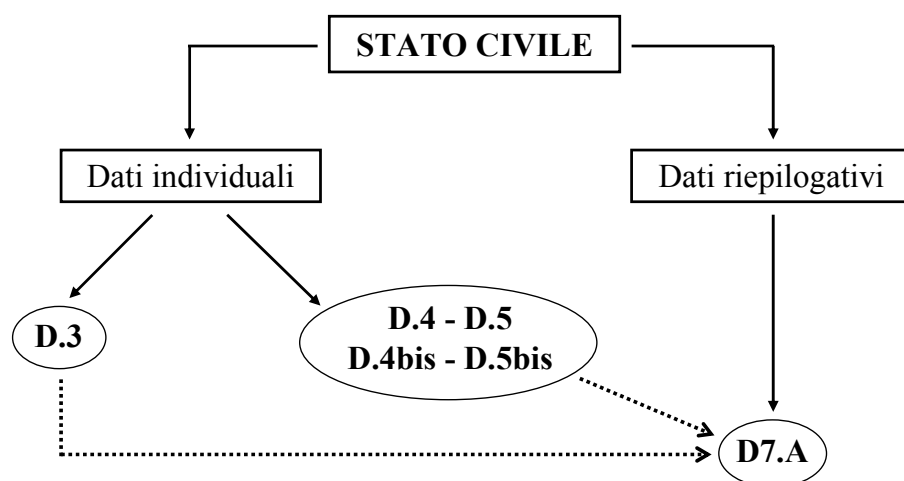 STATO CIVILE
Dati individuali
Dati riepilogativi
D.3
D.4 - D.5
D.4bis - D.5bis
D7.A